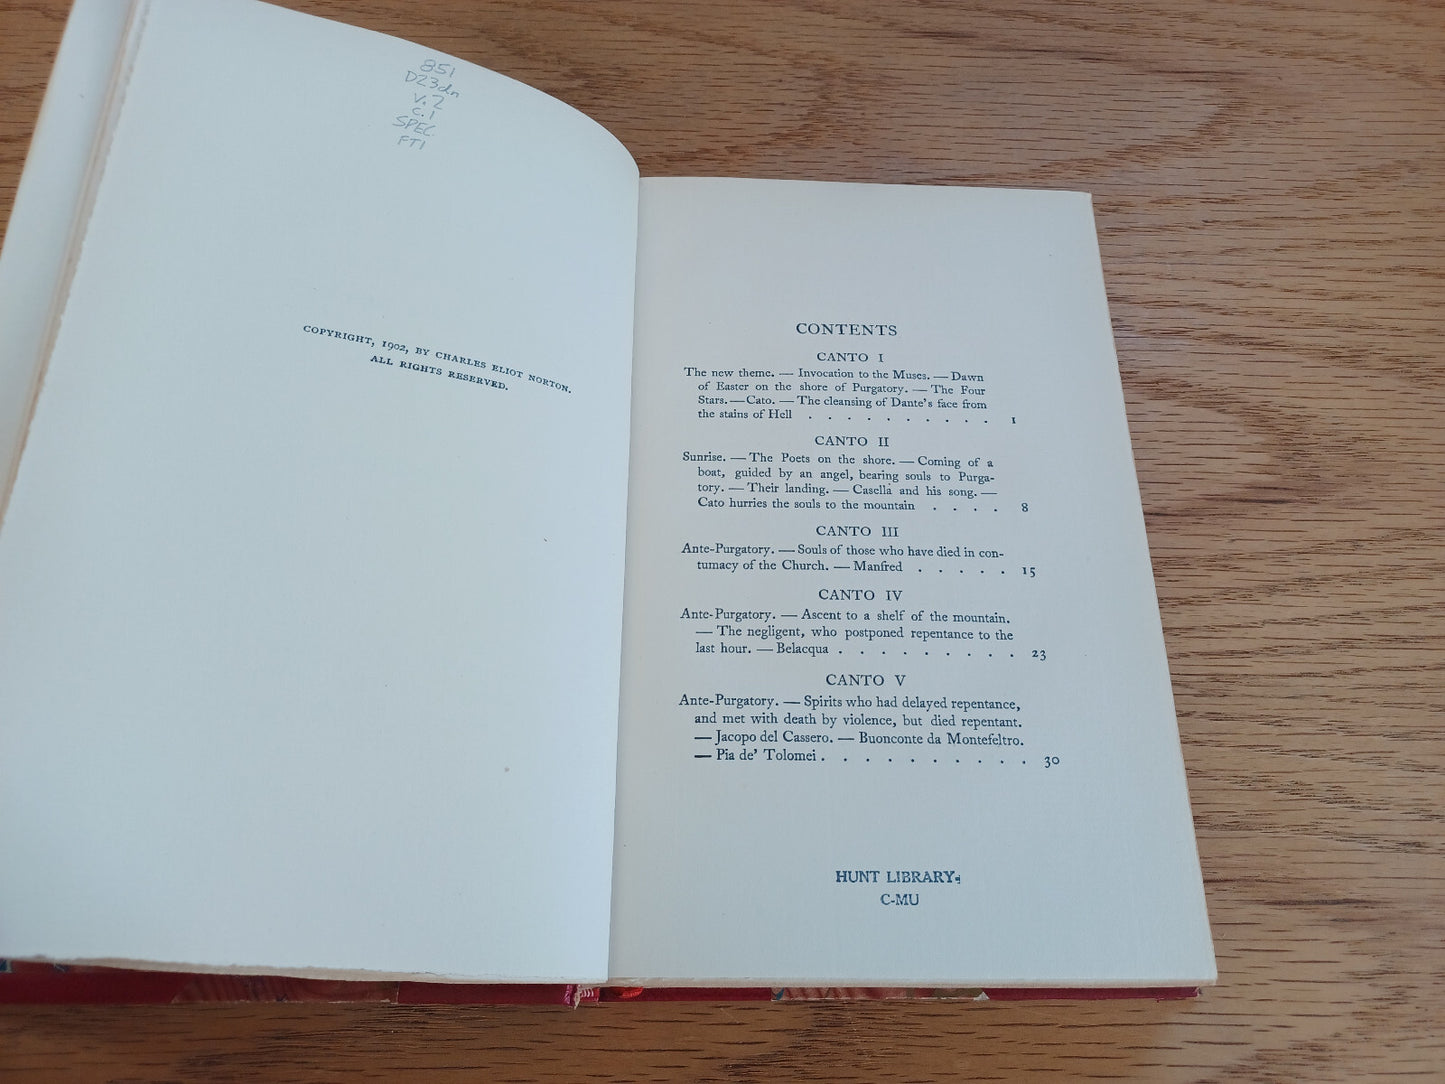 851
D23dn
V.2
C.1
SPEC
FTI
COPYRIGHT, 1902, BY CHARLES ELIOT NORTON.
ALL RIGHTS RESERVED.
CONTENTS
CANTO I
The new theme. — Invocation to the Muses. — Dawn
of Easter on the shore of Purgatory. — The Four
Stars. — Cato. — The cleansing of Dante's face from
the stains of Hell . . . . . . . . . . 1
CANTO II
Sunrise. — The Poets on the shore. — Coming of a
boat, guided by an angel, bearing souls to Purga-
tory. — Their landing. — Casella and his song. —
Cato hurries the souls to the mountain . . . . 8
CANTO III
Ante-Purgatory. — Souls of those who have died in con-
tumacy of the Church. — Manfred . . . . . 15
CANTO IV
Ante-Purgatory. — Ascent to a shelf of the mountain.
— The negligent, who postponed repentance to the
last hour. — Belacqua . . . . . . . . . 23
CANTO V
Ante-Purgatory. — Spirits who had delayed repentance,
and met with death by violence, but died repentant.
— Jacopo del Cassero. — Buonconte da Montefeltro.
— Pia de' Tolomei . . . . . . . . . . 30
HUNT LIBRARY
C-MU